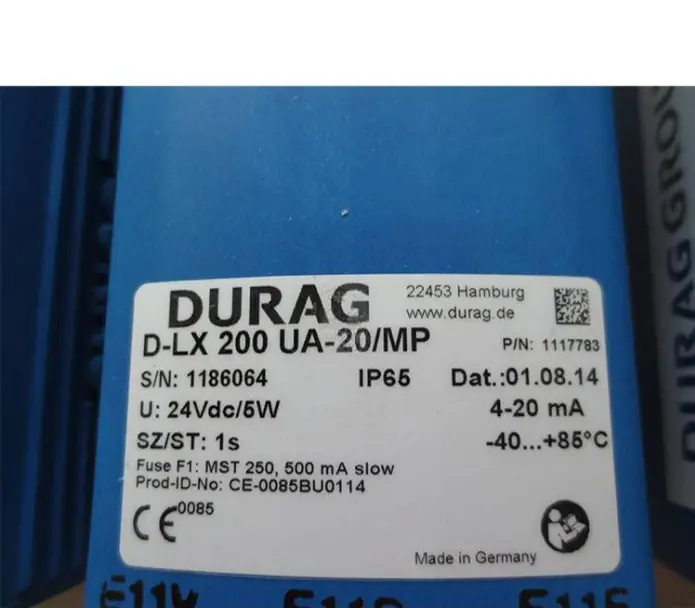 DURAG GROUP
DURAG 22453 Hamburg
www.durag.de
D-LX 200 UA-20/MP P/N: 1117783
S/N: 1186064 IP65 Dat.:01.08.14
U: 24Vdc/5W 4-20 mA
SZ/ST: 1s -40...+85°C
Fuse F1: MST 250, 500 mA slow
Prod-ID-No: CE-0085BU0114
CE 0085
Made in Germany